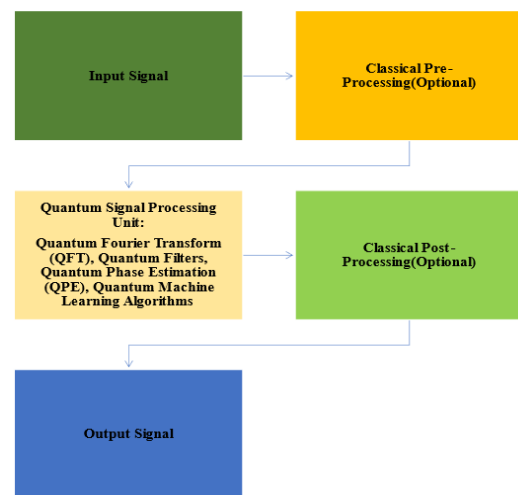 Input Signal
Classical Pre-
Processing(Optional)
Quantum Signal Processing
Unit:
Quantum Fourier Transform
(QFT), Quantum Filters,
Quantum Phase Estimation
(QPE), Quantum Machine
Learning Algorithms
Classical Post-
Processing(Optional)
Output Signal